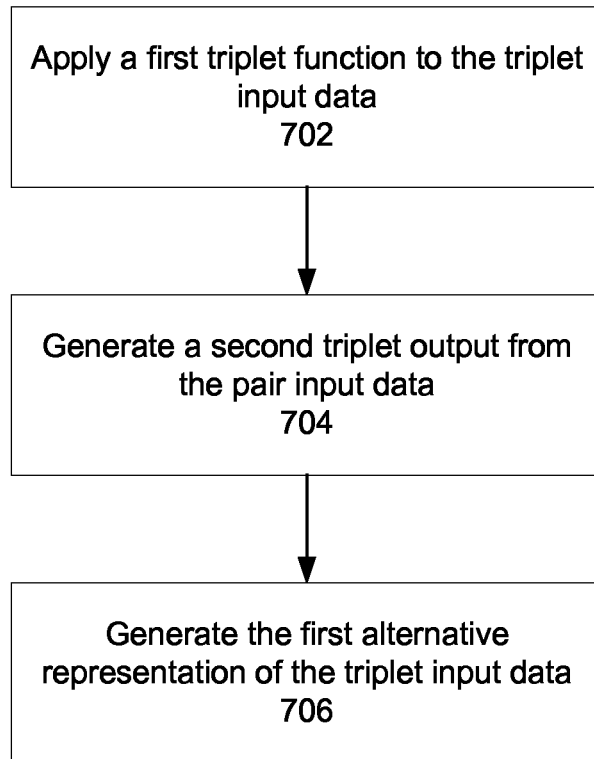 Apply a first triplet function to the triplet
input data
702
Generate a second triplet output from
the pair input data
704
Generate the first alternative
representation of the triplet input data
706